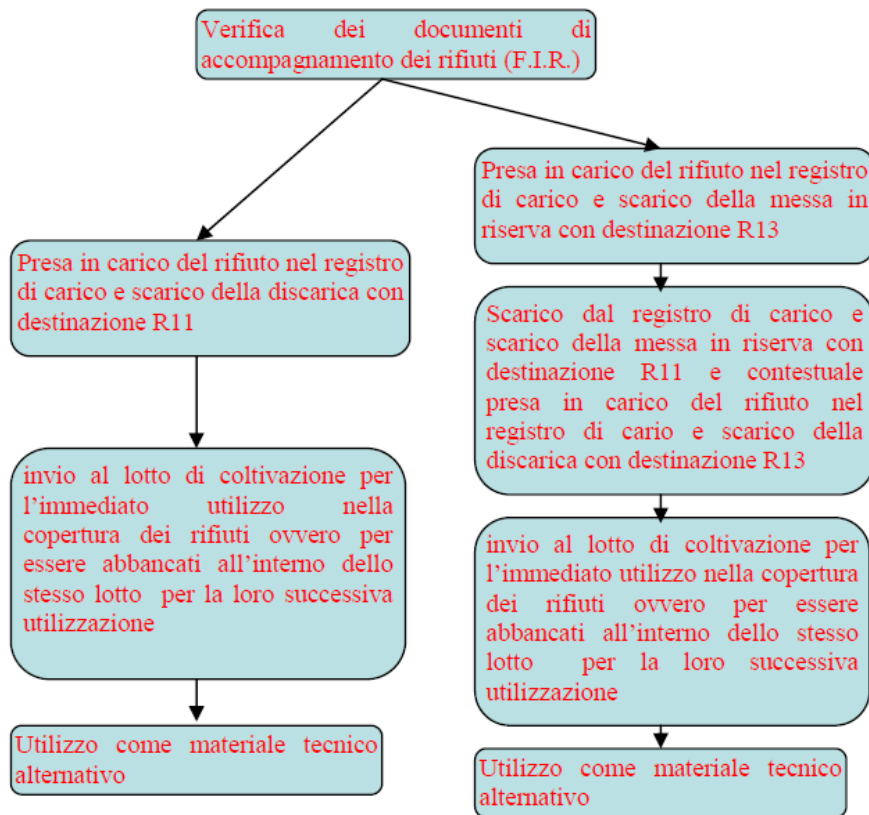 Verifica dei documenti di
accompagnamento dei rifiuti (F.I.R.)
Presa in carico del rifiuto nel registro
di carico e scarico della discarica con
destinazione R11
invio al lotto di coltivazione per
l’immediato utilizzo nella
copertura dei rifiuti ovvero per
essere abbancati all’interno dello
stesso lotto per la loro successiva
utilizzazione
Utilizzo come materiale tecnico
alternativo
Presa in carico del rifiuto nel registro
di carico e scarico della messa in
riserva con destinazione R13
Scarico dal registro di carico e
scarico della messa in riserva con
destinazione R11 e contestuale
presa in carico del rifiuto nel
registro di cario e scarico della
discarica con destinazione R13
invio al lotto di coltivazione per
l’immediato utilizzo nella copertura
dei rifiuti ovvero per essere
abbancati all’interno dello stesso
lotto per la loro successiva
utilizzazione
Utilizzo come materiale tecnico
alternativo